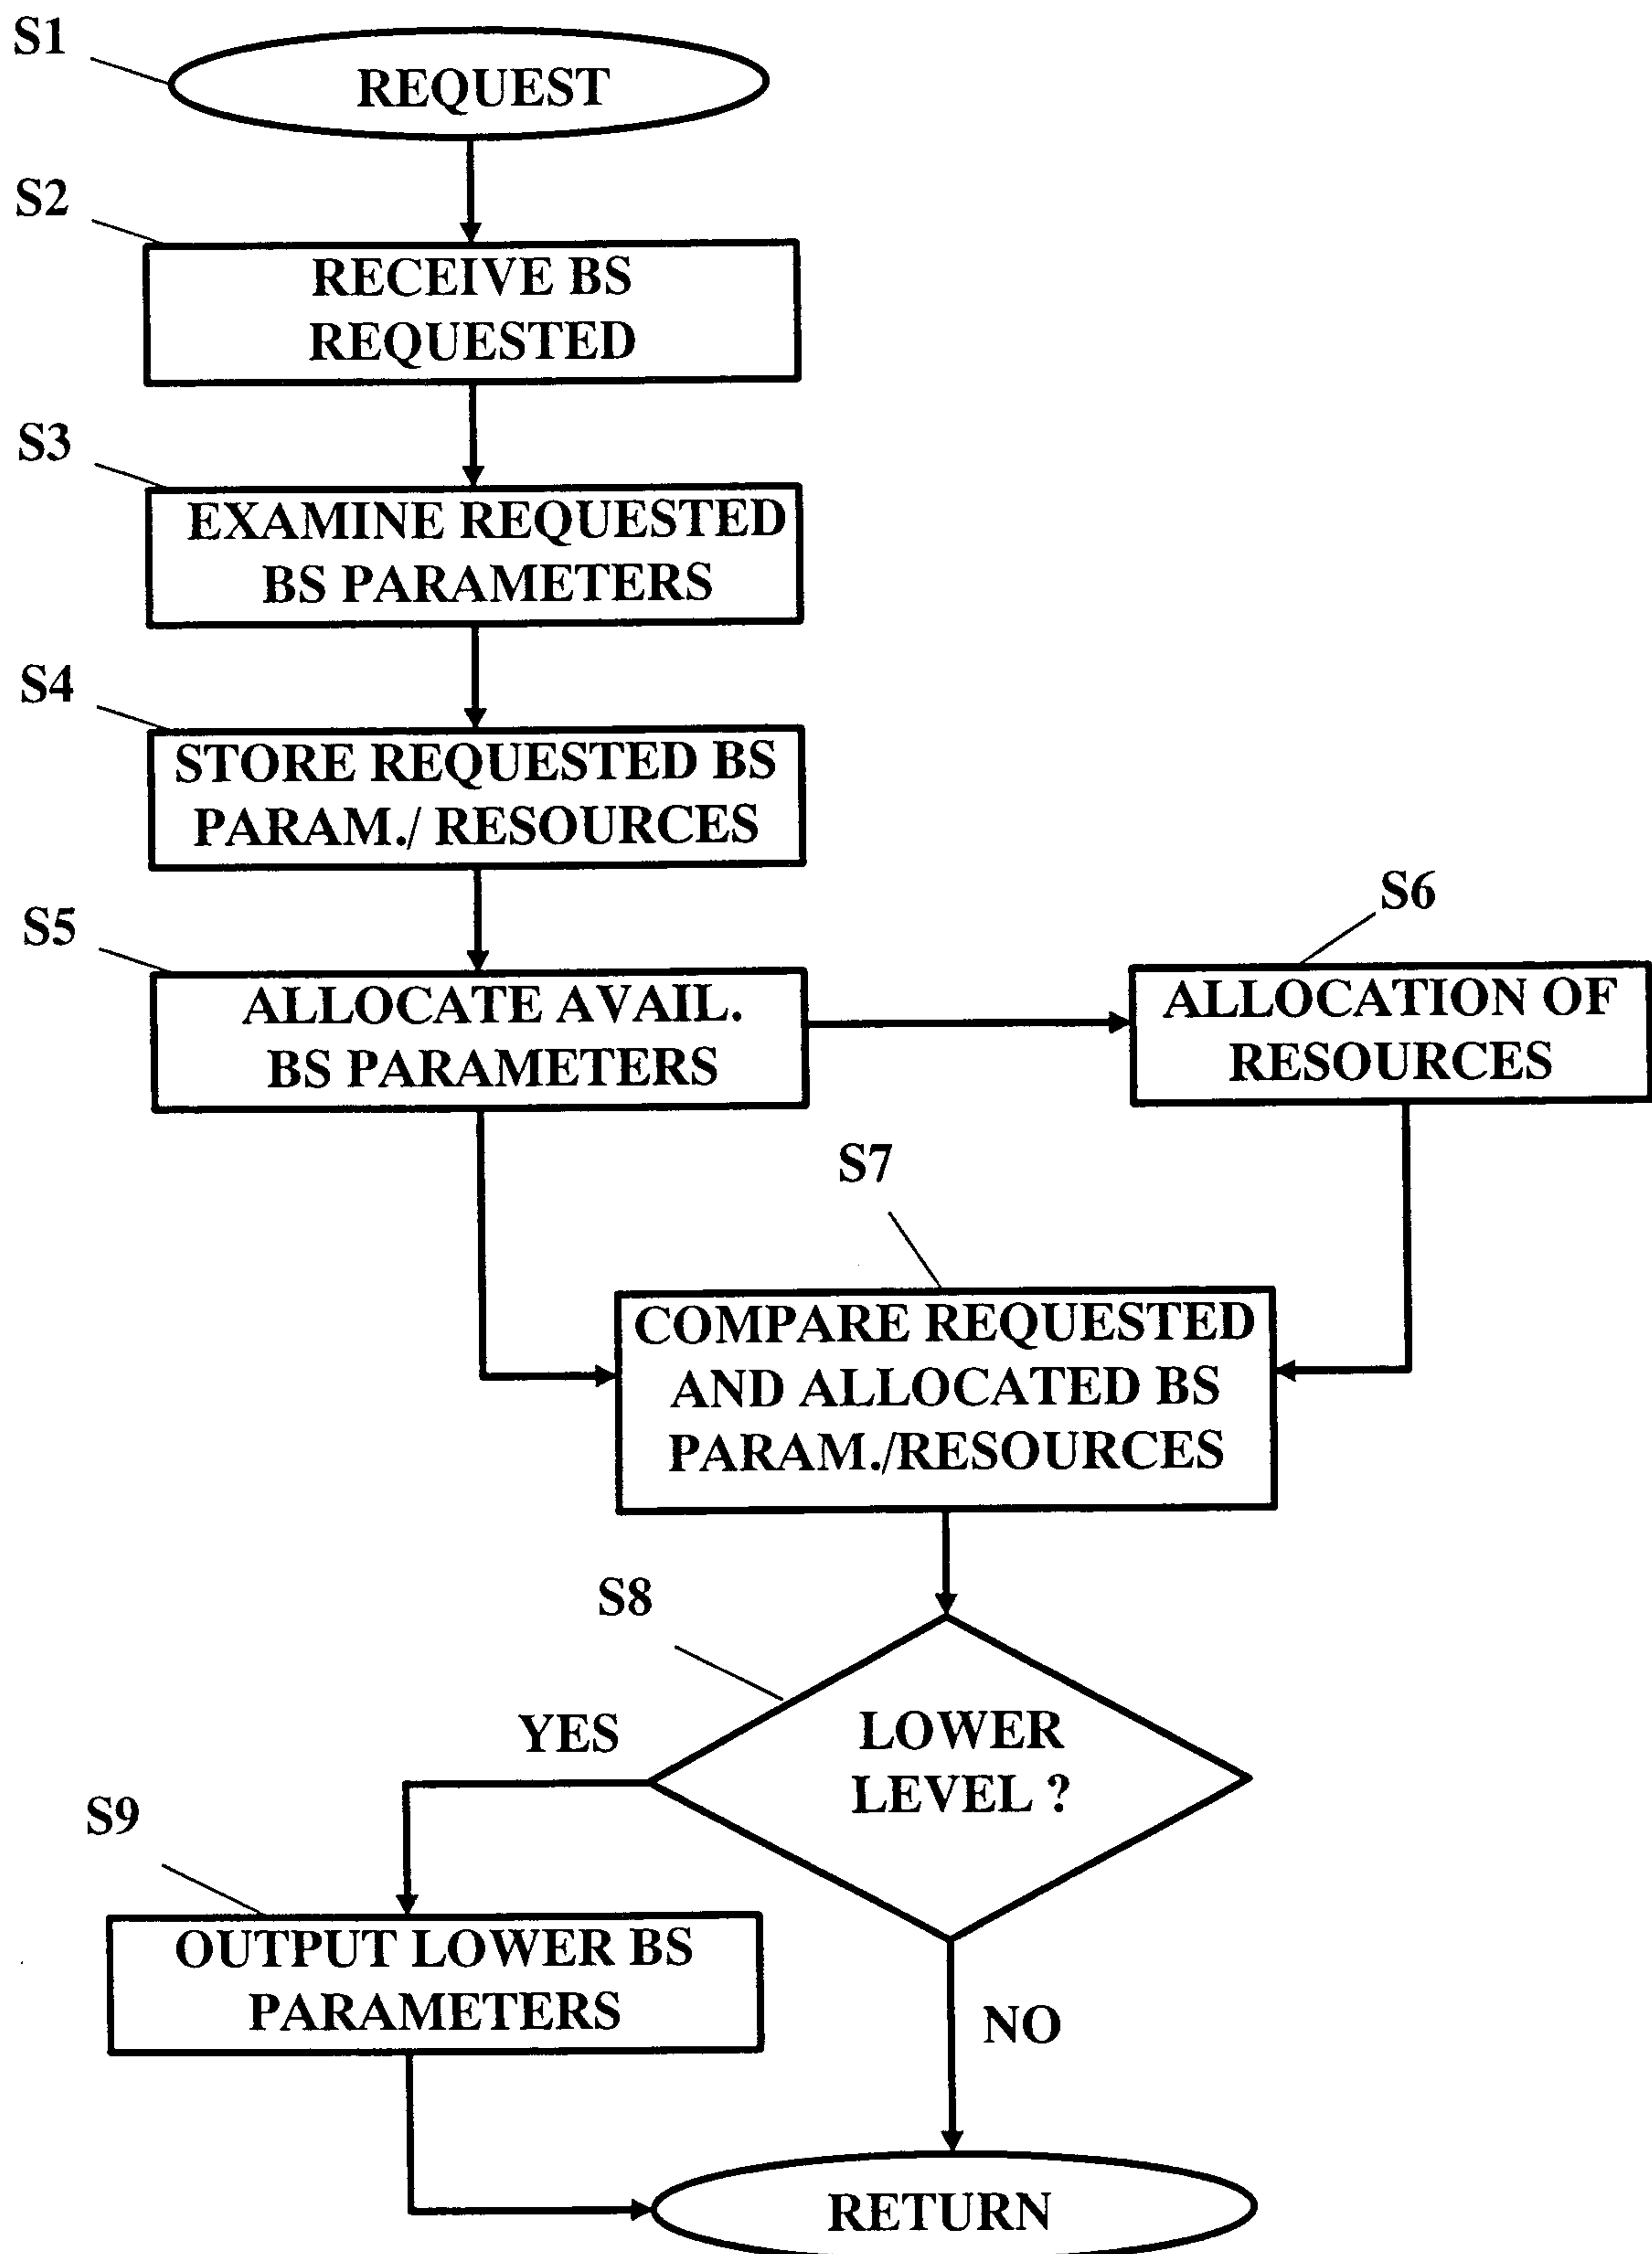 S1
REQUEST
S2
RECEIVE BS
REQUESTED
S3
EXAMINE REQUESTED
BS PARAMETERS
S4
STORE REQUESTED BS
PARAM./ RESOURCES
S5
ALLOCATE AVAIL.
BS PARAMETERS
S6
ALLOCATION OF
RESOURCES
S7
COMPARE REQUESTED
AND ALLOCATED BS
PARAM./RESOURCES
S8
LOWER
LEVEL ?
YES
S9
OUTPUT LOWER BS
PARAMETERS
NO
RETURN